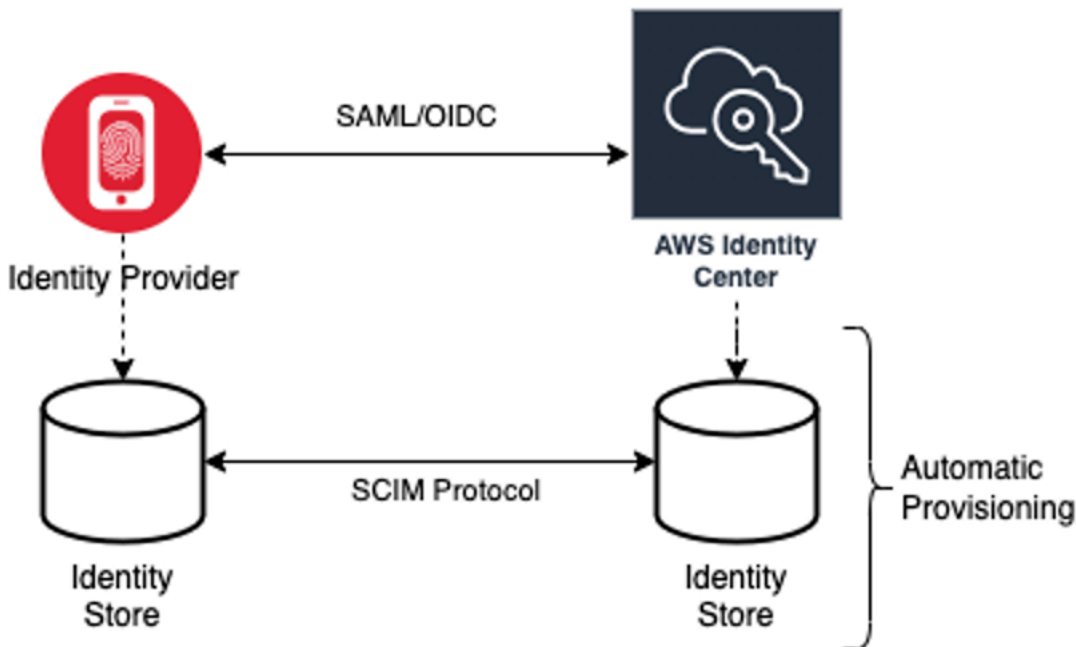 SAML/OIDC
AWS Identity
Center
Identity Provider
SCIM Protocol
Automatic
Provisioning
Identity
Store
Identity
Store